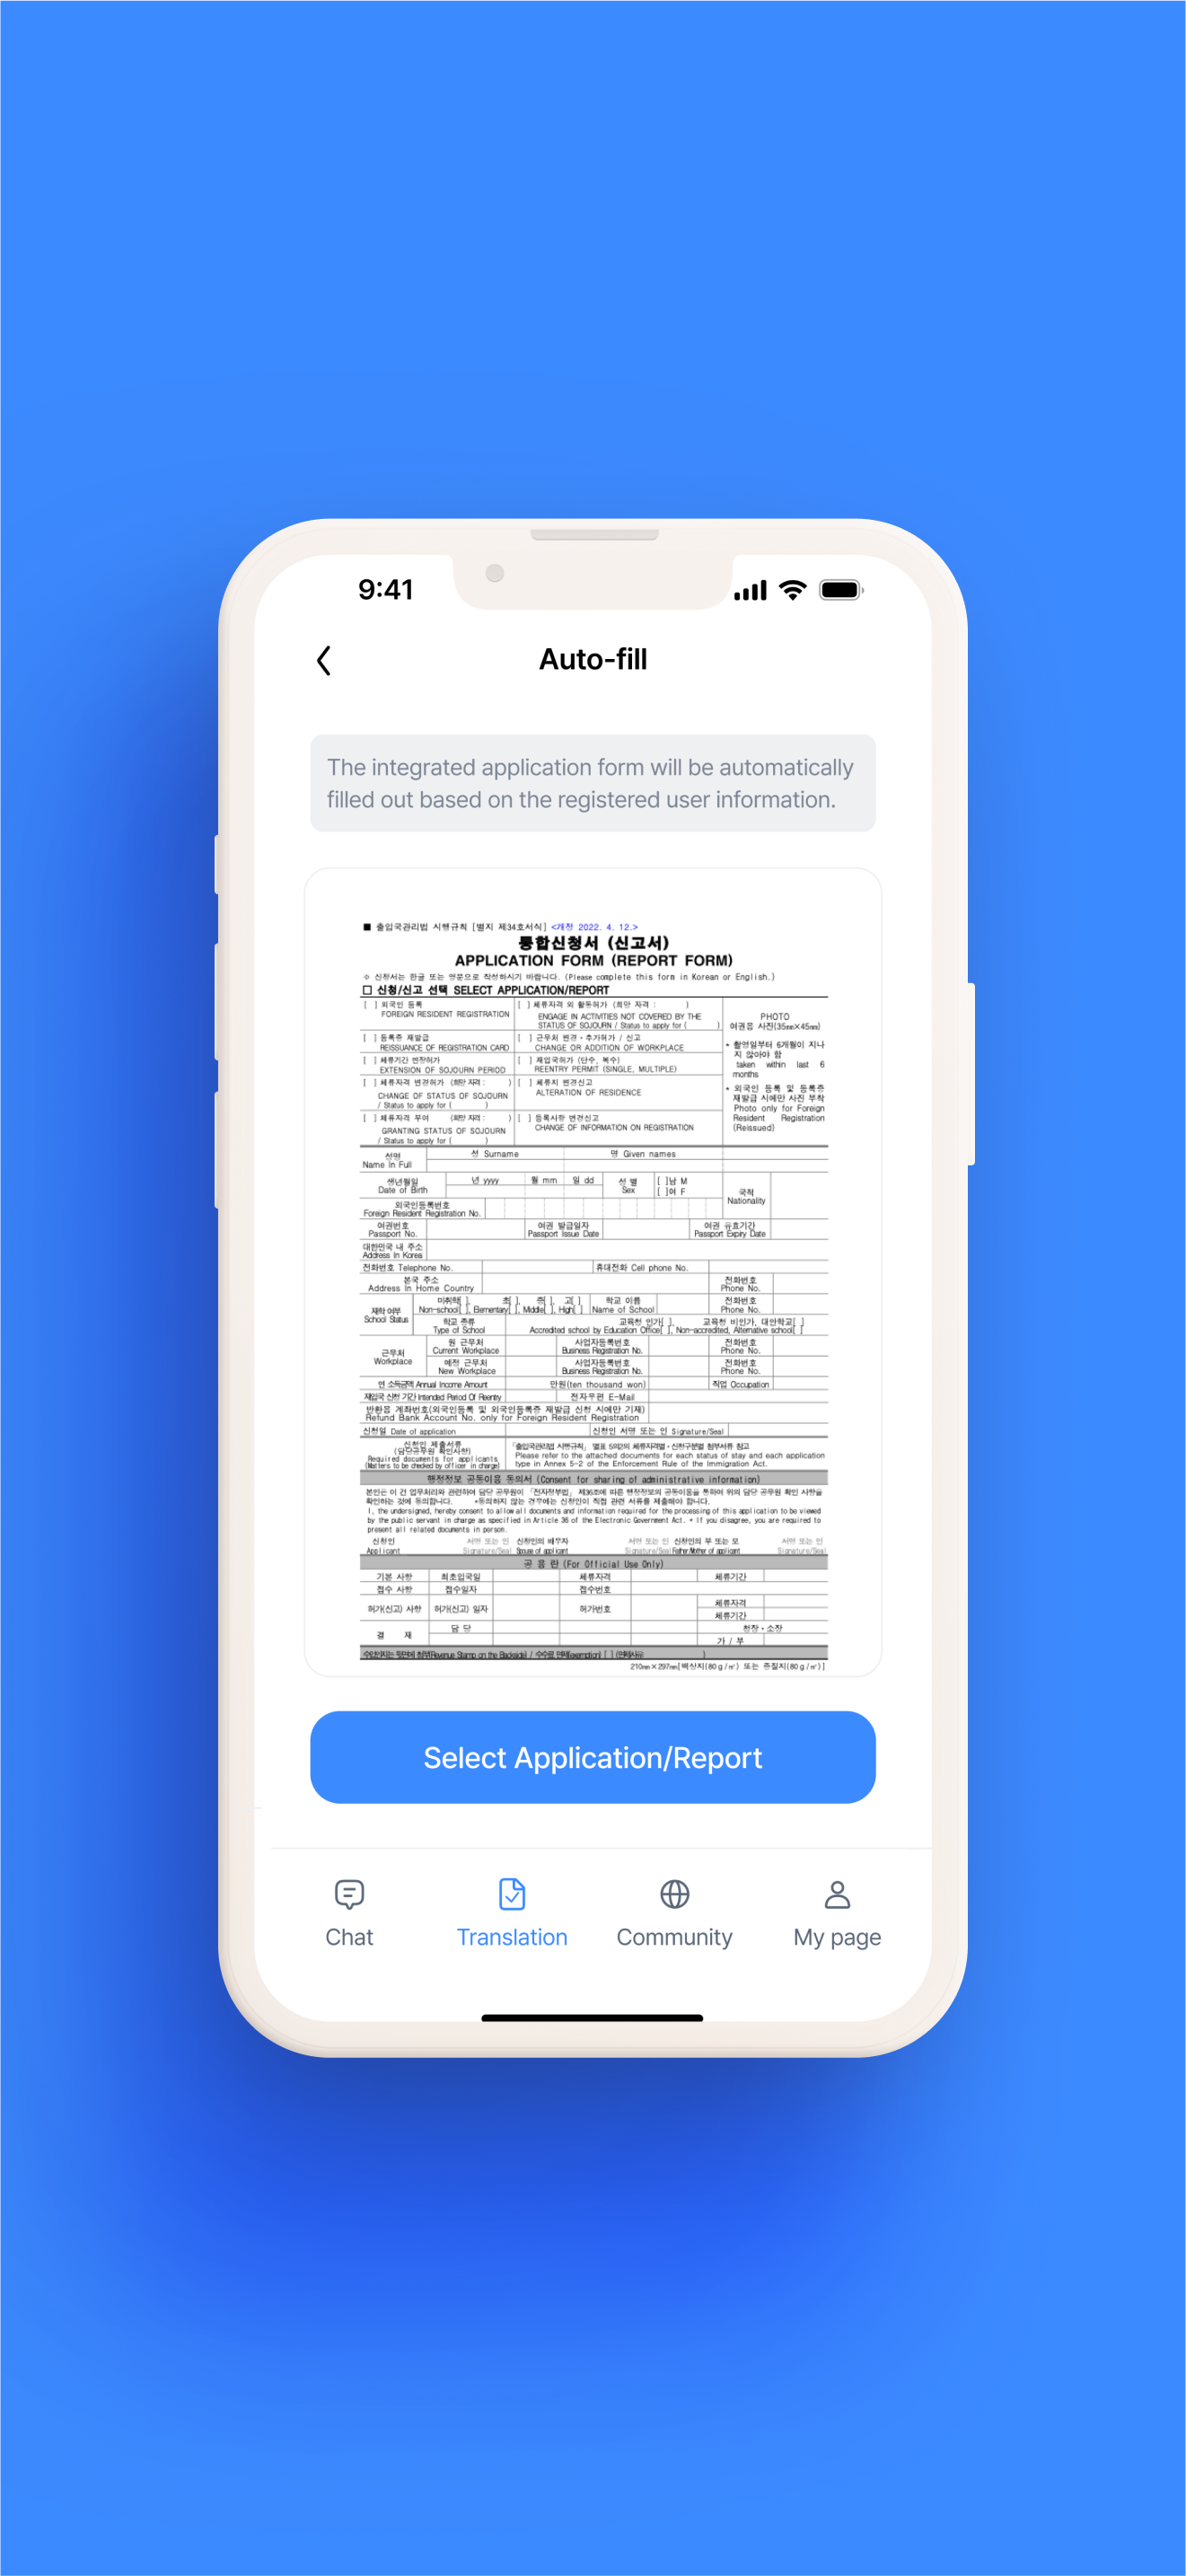 9:41
Auto-fill
The integrated application form will be automatically
filled out based on the registered user information.
■ 출입국관리법 시행규칙 [별지 제34호서식] <개정 2022. 4. 12.>
통합신청서 (신고서)
APPLICATION FORM (REPORT FORM)
※ 신청서는 한글 또는 영문으로 작성하시기 바랍니다. (Please complete this form in Korean or English.)
□ 신청/신고 선택 SELECT APPLICATION/REPORT
[ ] 외국인 등록
FOREIGN RESIDENT REGISTRATION
[ ] 체류자격 외 활동허가 (희망 자격 : )
ENGAGE IN ACTIVITIES NOT COVERED BY THE
STATUS OF SOJOURN / Status to apply for ( )
[ ] 등록증 재발급
REISSUANCE OF REGISTRATION CARD
[ ] 근무처 변경・추가허가 / 신고
CHANGE OR ADDITION OF WORKPLACE
[ ] 체류기간 연장허가
EXTENSION OF SOJOURN PERIOD
[ ] 재입국허가 (단수, 복수)
REENTRY PERMIT (SINGLE, MULTIPLE)
[ ] 체류자격 변경허가 (희망 자격 : )
CHANGE OF STATUS OF SOJOURN
/ Status to apply for ( )
[ ] 체류지 변경신고
ALTERATION OF RESIDENCE
[ ] 체류자격 부여 (희망 자격 : )
GRANTING STATUS OF SOJOURN
/ Status to apply for ( )
[ ] 등록사항 변경신고
CHANGE OF INFORMATION ON REGISTRATION
PHOTO
여권용 사진(35㎜×45㎜)
• 촬영일부터 6개월이 지나
지 않아야 함
taken within last 6
months
• 외국인 등록 및 등록증
재발급 시에만 사진 부착
Photo only for Foreign
Resident Registration
(Reissued)
성명
Name In Full
성 Surname
명 Given names
생년월일
Date of Birth
년 yyyy
월 mm
일 dd
성 별
Sex
[ ]남 M
[ ]여 F
국적
Nationality
외국인등록번호
Foreign Resident Registration No.
여권번호
Passport No.
여권 발급일자
Passport Issue Date
여권 유효기간
Passport Expiry Date
대한민국 내 주소
Address In Korea
전화번호 Telephone No.
휴대전화 Cell phone No.
본국 주소
Address In Home Country
전화번호
Phone No.
재학 여부
School Status
미취학[ ], 초[ ], 중[ ], 고[ ]
Non-school[ ], Elementary[ ], Middle[ ], High[ ]
학교 이름
Name of School
전화번호
Phone No.
학교 종류
Type of School
교육청 인가[ ], 교육청 비인가, 대안학교[ ]
Accredited school by Education Office[ ], Non-accredited, Alternative school[ ]
근무처
Workplace
원 근무처
Current Workplace
사업자등록번호
Business Registration No.
전화번호
Phone No.
예정 근무처
New Workplace
사업자등록번호
Business Registration No.
전화번호
Phone No.
연 소득금액 Annual Income Amount
만원(ten thousand won)
직업 Occupation
재입국 신청 기간 Intended Period Of Reentry
전자우편 E-Mail
반환용 계좌번호(외국인등록 및 외국인등록증 재발급 신청 시에만 기재)
Refund Bank Account No. only for Foreign Resident Registration
신청일 Date of application
신청인 서명 또는 인 Signature/Seal
신청인 제출서류
(담당공무원 확인사항)
Required documents for applicants
(Matters to be checked by officer in charge)
「출입국관리법 시행규칙」 별표 5의2의 체류자격별・신청구분별 첨부서류 참고
Please refer to the attached documents for each status of stay and each application
type in Annex 5-2 of the Enforcement Rule of the Immigration Act.
행정정보 공동이용 동의서 (Consent for sharing of administrative information)
본인은 이 건 업무처리와 관련하여 담당 공무원이 「전자정부법」 제36조에 따른 행정정보의 공동이용을 통하여 위의 담당 공무원 확인 사항을
확인하는 것에 동의합니다. *동의하지 않는 경우에는 신청인이 직접 관련 서류를 제출해야 합니다.
I, the undersigned, hereby consent to allow all documents and information required for the processing of this application to be viewed
by the public servant in charge as specified in Article 36 of the Electronic Government Act. * If you disagree, you are required to
present all related documents in person.
신청인
Applicant
서명 또는 인
Signature/Seal
신청인의 배우자
Spouse of applicant
서명 또는 인
Signature/Seal
신청인의 부 또는 모
Father/Mother of applicant
서명 또는 인
Signature/Seal
공 용 란 (For Official Use Only)
기본 사항
최초입국일
체류자격
체류기간
접수 사항
접수일자
접수번호
허가(신고) 사항
허가(신고) 일자
허가번호
체류자격
체류기간
결 재
담 당
청장・소장
가 / 부
수입인지는 뒷면에 첨부(Revenue Stamp on the Backside) / 수수료 면제(exemption) [ ] (면제사유: )
210㎜×297㎜[백상지(80g/㎡) 또는 중질지(80g/㎡)]
Select Application/Report
Chat
Translation
Community
My page